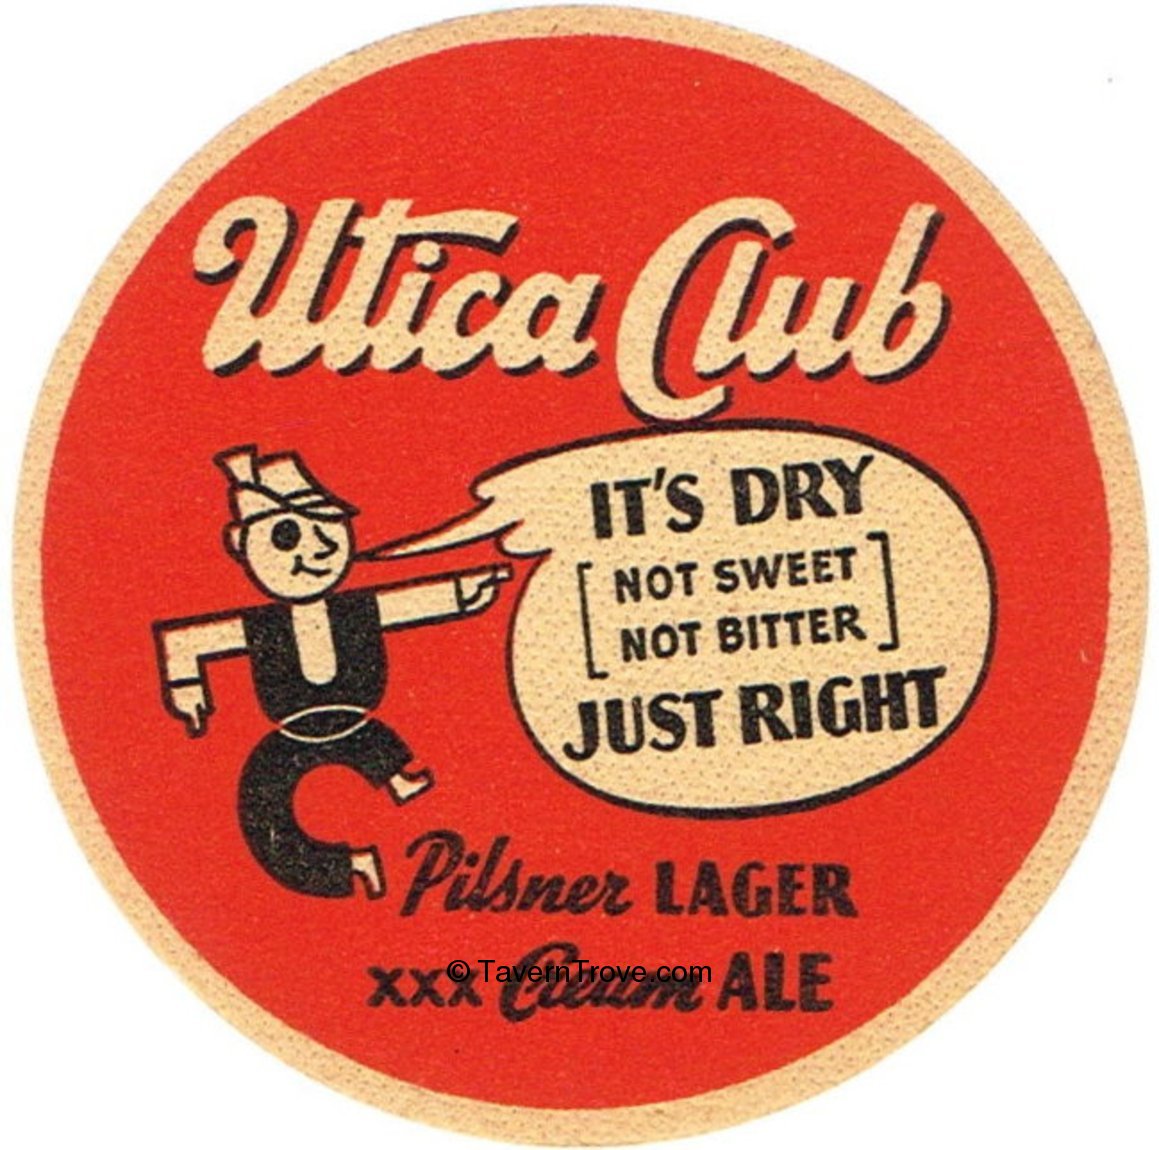 Utica Club
IT'S DRY
[NOT SWEET
NOT BITTER]
JUST RIGHT
Pilsner LAGER
xxx Cream ALE
© TavernTrove.com